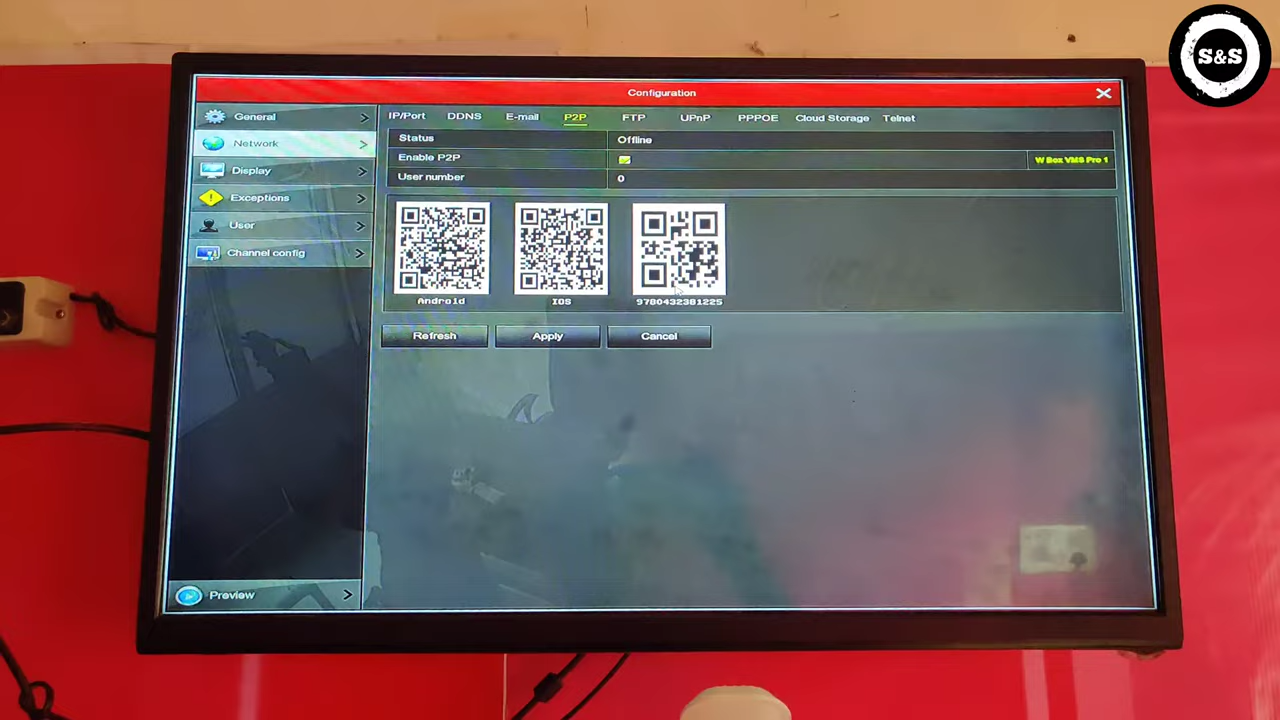 S&S
Configuration
General
Network
Display
Exceptions
User
Channel config
Preview
IP/Port DDNS E-mail P2P FTP UPnP PPPOE Cloud Storage Telnet
Status Offline
Enable P2P W Box VMS Pro 1
User number 0
Android IOS 9780432381225
Refresh Apply Cancel